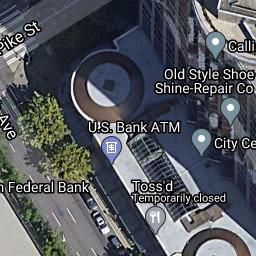 Pike St
Calli
Old Style Shoe
Shine-Repair Co
U.S. Bank ATM
City Ce
Ave
n Federal Bank
Toss'd
Temporarily closed